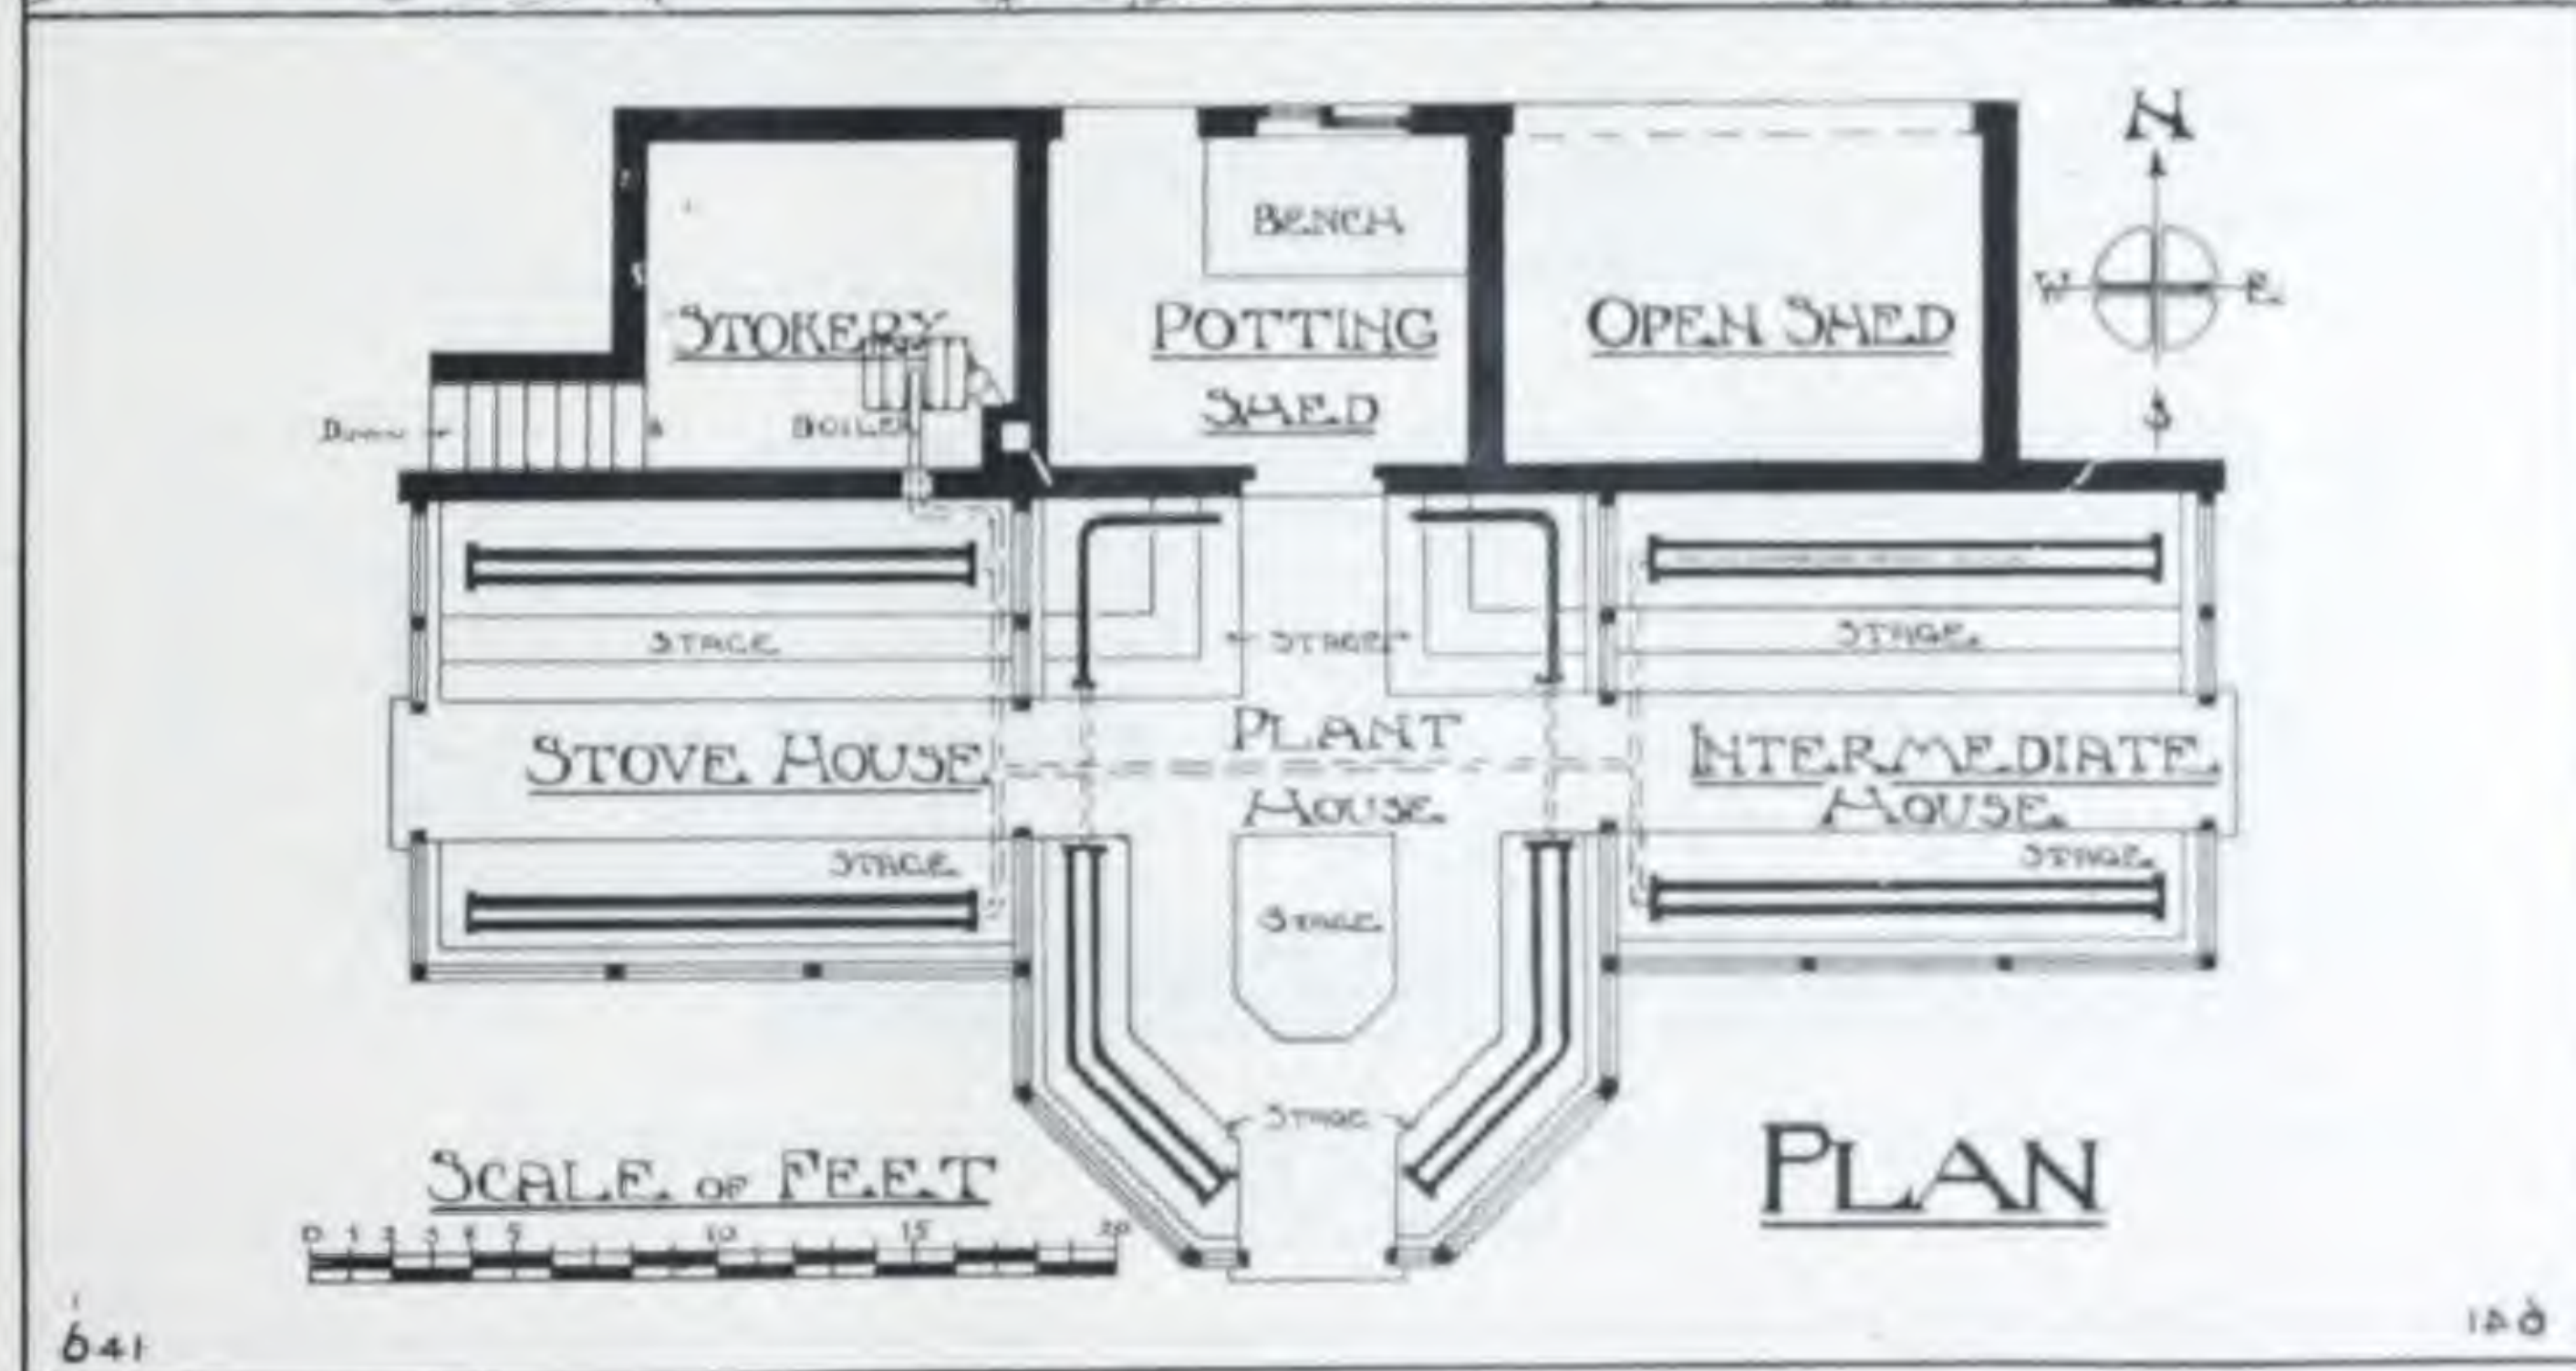 N
BENCH
STOKERY
POTTING
SHED
OPEN SHED
W
E.
S
DOWN
BOILER
STAGE
STAGE
STAGE.
STOVE HOUSE
PLANT
HOUSE.
INTERMEDIATE.
HOUSE.
STAGE.
STAGE.
STAGE
STAGE
SCALE OF FEET
0 1 2 3 4 5 10 15 20
PLAN
641
641